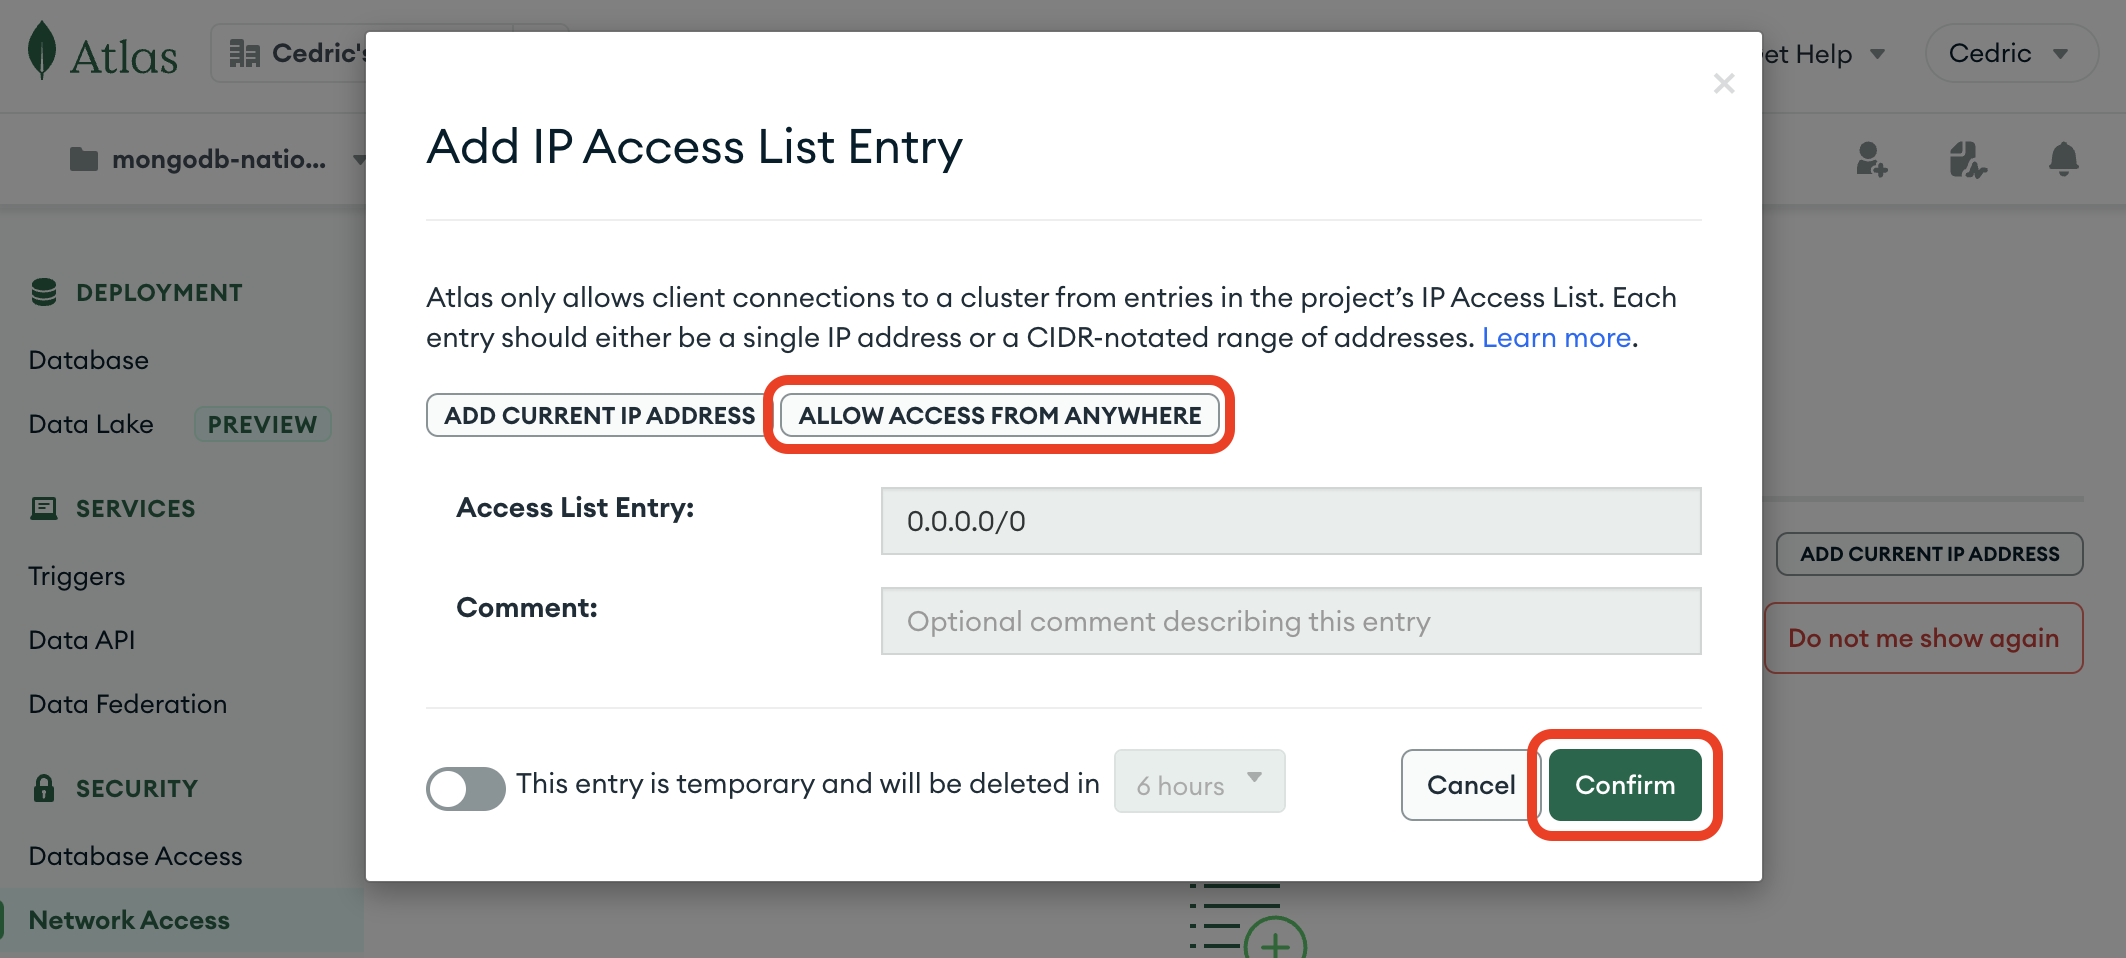 Atlas
Cedric's
et Help
Cedric
mongodb-natio...
Add IP Access List Entry
Atlas only allows client connections to a cluster from entries in the project’s IP Access List. Each
entry should either be a single IP address or a CIDR-notated range of addresses. Learn more.
ADD CURRENT IP ADDRESS
ALLOW ACCESS FROM ANYWHERE
Access List Entry:
0.0.0.0/0
Comment:
Optional comment describing this entry
This entry is temporary and will be deleted in
6 hours
Cancel
Confirm
DEPLOYMENT
Database
Data Lake
PREVIEW
SERVICES
Triggers
Data API
Data Federation
SECURITY
Database Access
Network Access
ADD CURRENT IP ADDRESS
Do not me show again